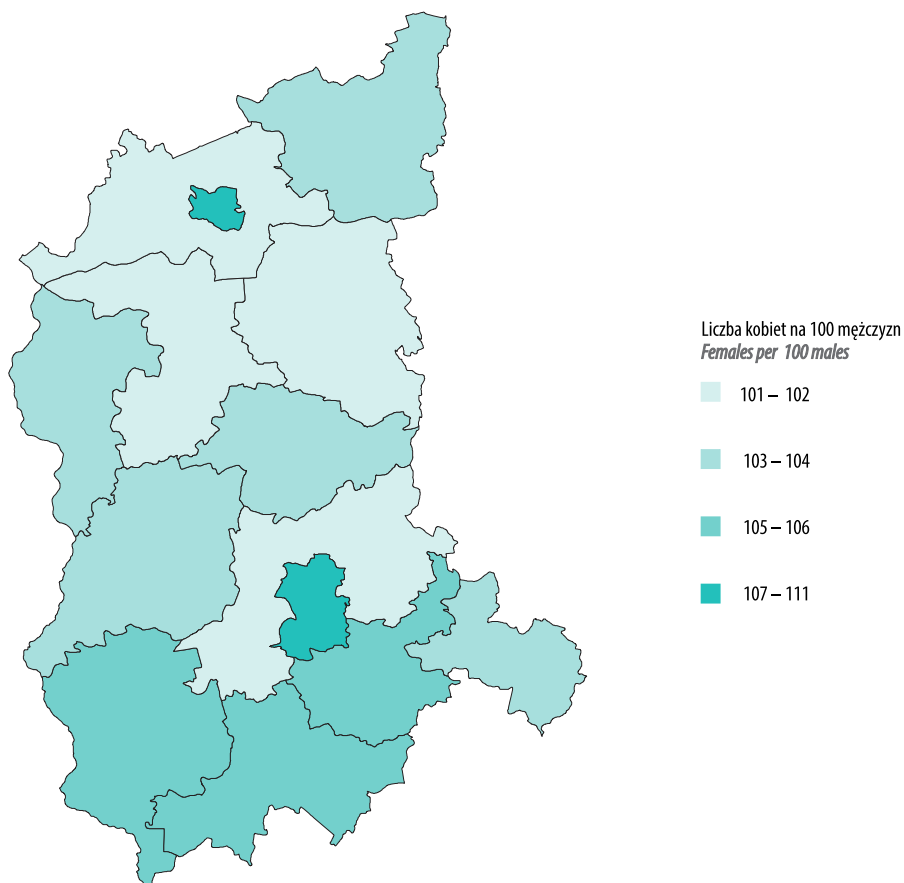 Liczba kobiet na 100 mężczyzn
Females per 100 males
101 – 102
103 – 104
105 – 106
107 – 111